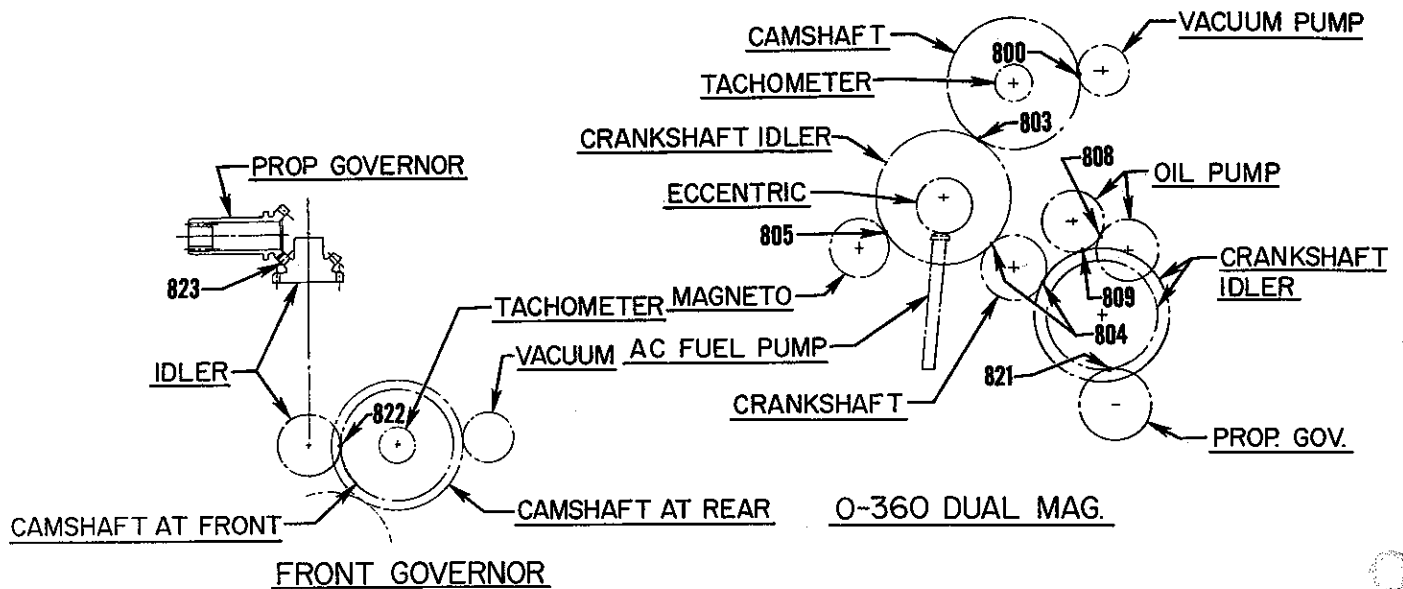 CAMSHAFT
VACUUM PUMP
800
TACHOMETER
803
CRANKSHAFT IDLER
808
OIL PUMP
PROP GOVERNOR
ECCENTRIC
805
CRANKSHAFT
IDLER
823
809
TACHOMETER
MAGNETO
804
VACUUM
AC FUEL PUMP
821
IDLER
CRANKSHAFT
822
PROP. GOV.
CAMSHAFT AT FRONT
CAMSHAFT AT REAR
O-360 DUAL MAG.
FRONT GOVERNOR